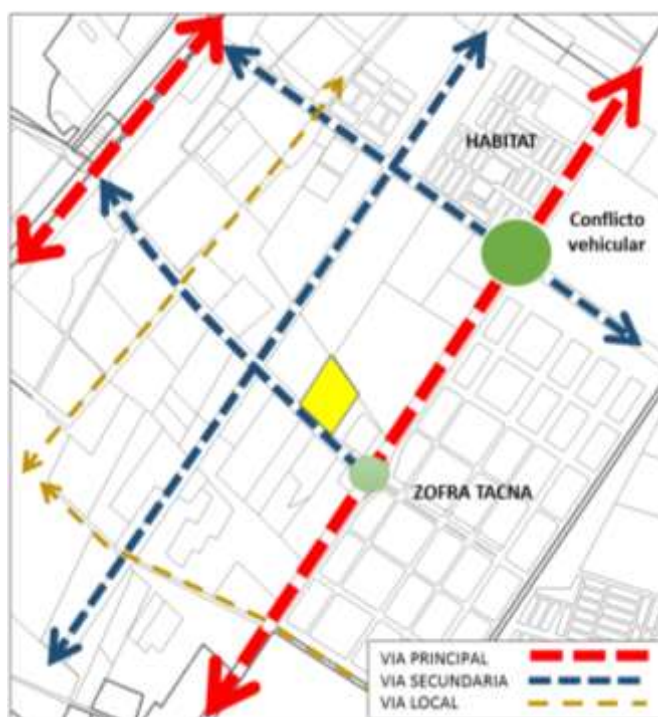 HABITAT
Conflicto
vehicular
ZOFRA TACNA
VIA PRINCIPAL
VIA SECUNDARIA
VIA LOCAL